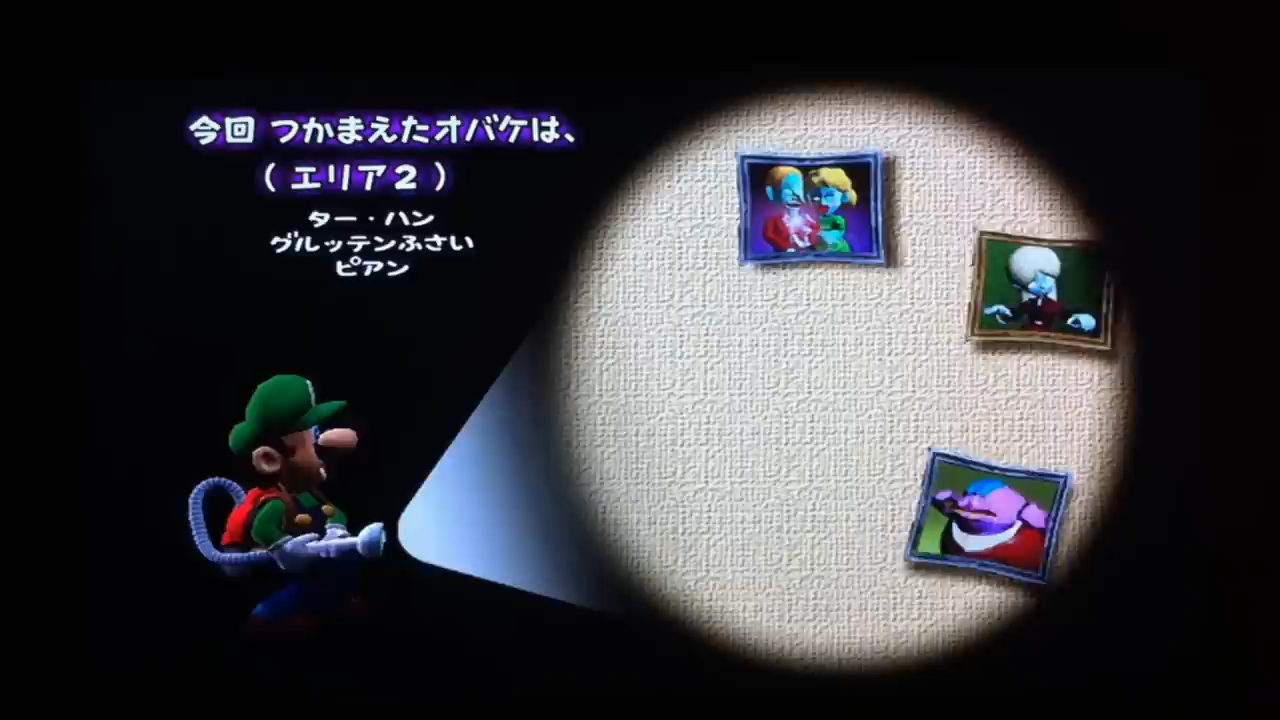 今回 つかまえたオバケは、
( エリア2 )
ター・ハン
グルッテンふさい
ピアン